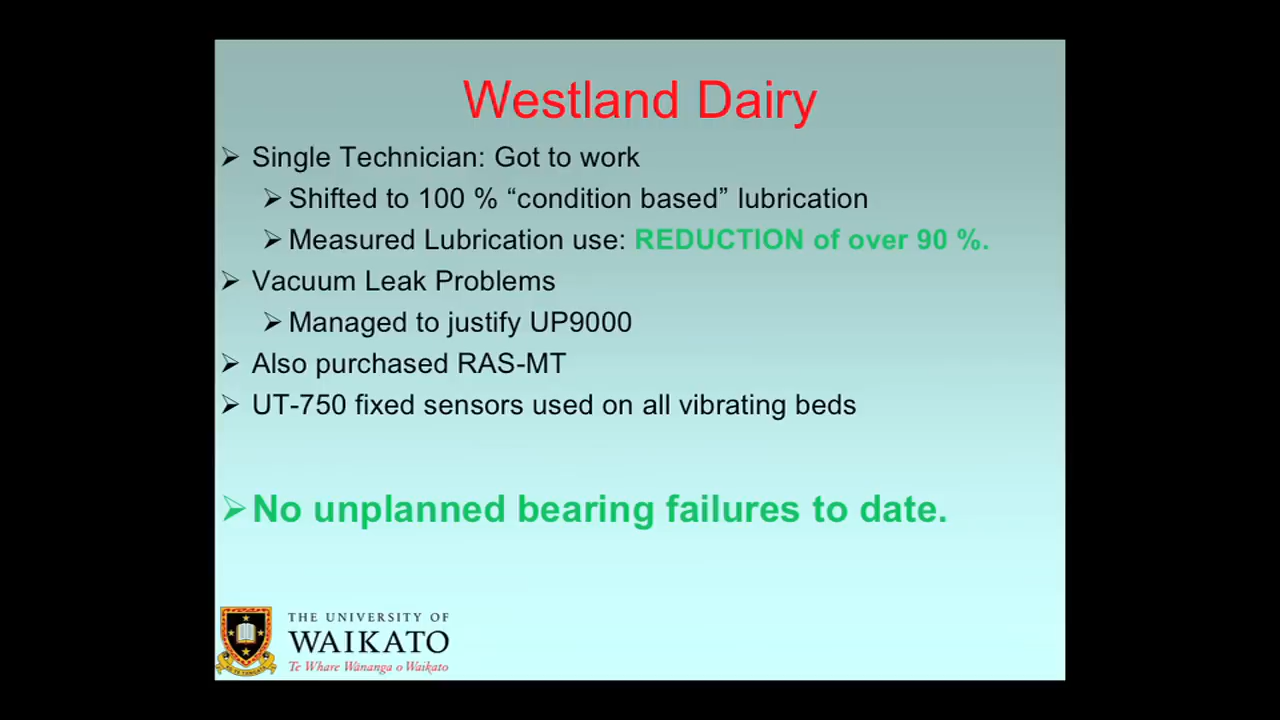 Westland Dairy
➢ Single Technician: Got to work
➢ Shifted to 100 % “condition based” lubrication
➢ Measured Lubrication use: REDUCTION of over 90 %.
➢ Vacuum Leak Problems
➢ Managed to justify UP9000
➢ Also purchased RAS-MT
➢ UT-750 fixed sensors used on all vibrating beds
➢ No unplanned bearing failures to date.
THE UNIVERSITY OF
WAIKATO
Te Whare Wānanga o Waikato